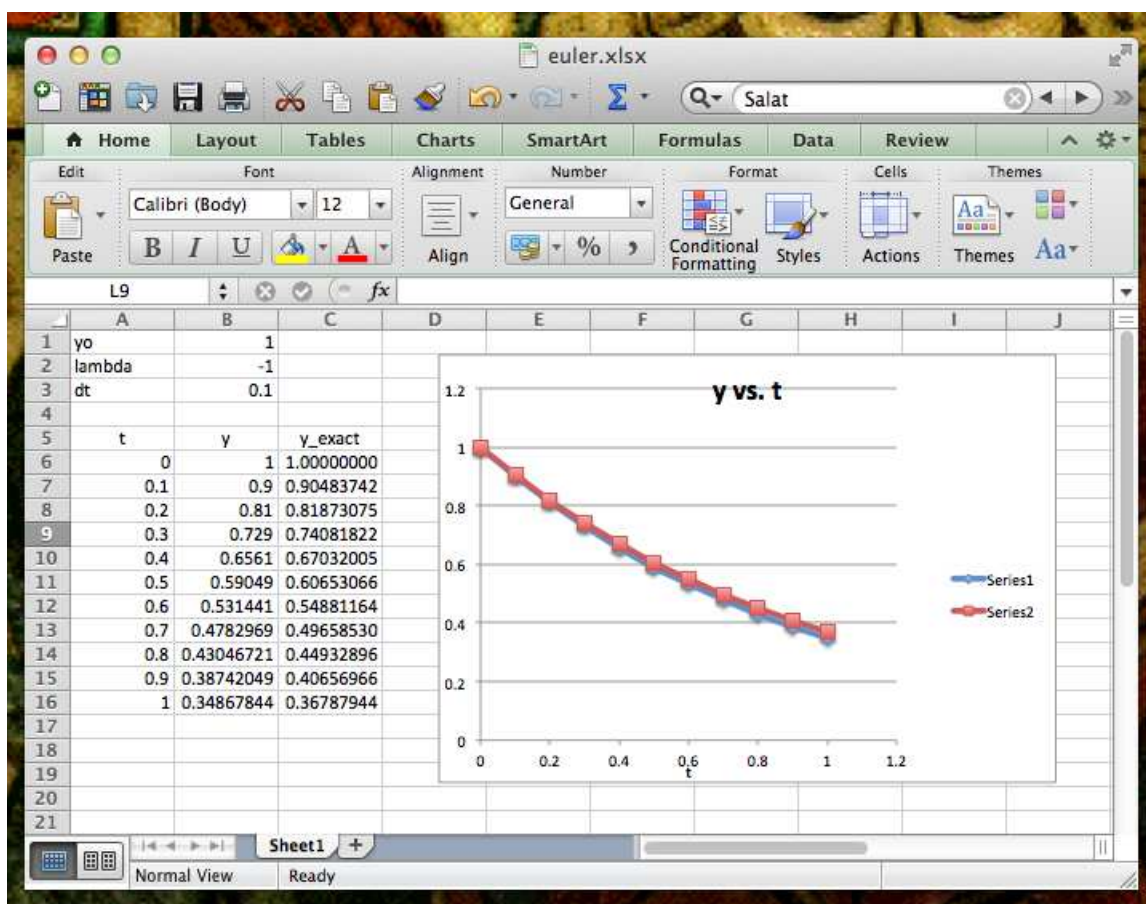 euler.xlsx
Salat
Home Layout Tables Charts SmartArt Formulas Data Review
Edit Font Alignment Number Format Cells Themes
Calibri (Body) 12 General
Paste B I U A Align % , Conditional Formatting Styles Actions Aa Themes Aa
L9 fx
A B C D E F G H I J
1 yo 1
2 lambda -1
3 dt 0.1
4
5 t y y_exact
6 0 1 1.00000000
7 0.1 0.9 0.90483742
8 0.2 0.81 0.81873075
9 0.3 0.729 0.74081822
10 0.4 0.6561 0.67032005
11 0.5 0.59049 0.60653066
12 0.6 0.531441 0.54881164
13 0.7 0.4782969 0.49658530
14 0.8 0.43046721 0.44932896
15 0.9 0.38742049 0.40656966
16 1 0.34867844 0.36787944
17
18
19
20
21
y vs. t
1.2
1
0.8
0.6
0.4
0.2
0
0 0.2 0.4 0.6 0.8 1 1.2
t
Series1
Series2
Sheet1 +
Normal View Ready